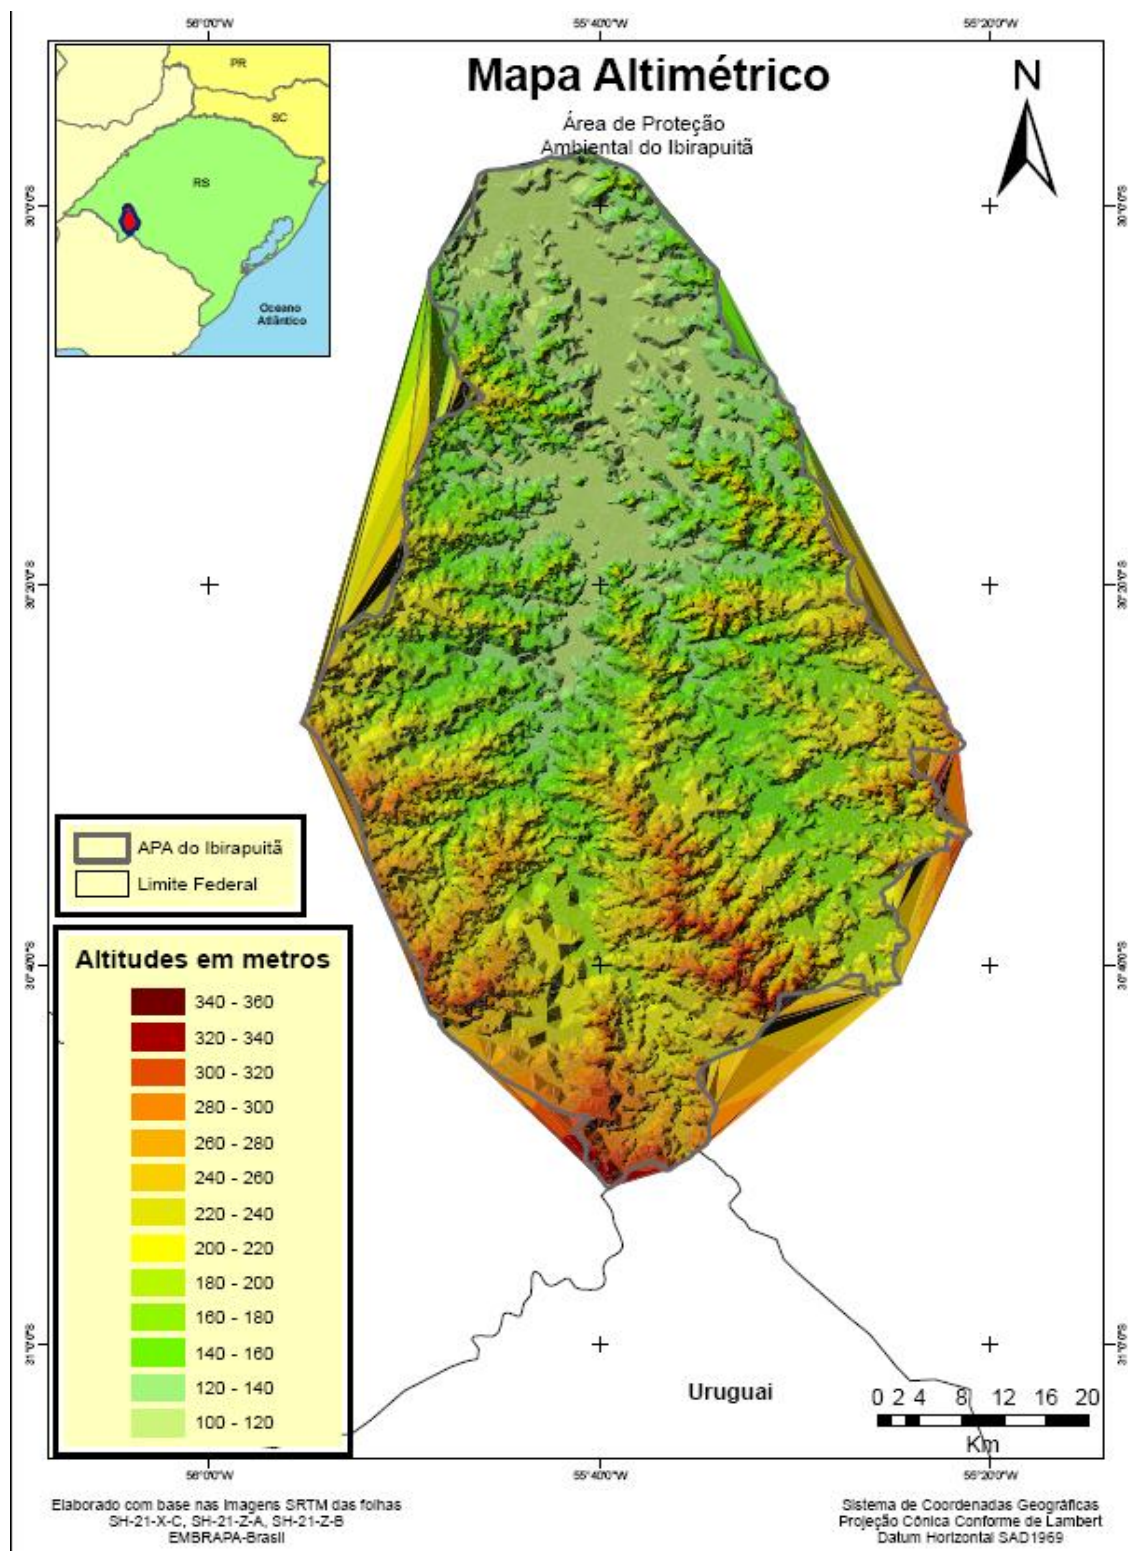 56°0'0"W
55°40'0"W
55°20'0"W
Mapa Altimétrico
Área de Proteção
Ambiental do Ibirapuitã
N
PR
SC
RS
Oceano
Atlântico
30°0'0"S
30°0'0"S
30°20'0"S
30°20'0"S
APA do Ibirapuitã
Limite Federal
Altitudes em metros
340 - 360
320 - 340
300 - 320
280 - 300
260 - 280
240 - 260
220 - 240
200 - 220
180 - 200
160 - 180
140 - 160
120 - 140
100 - 120
30°40'0"S
30°40'0"S
31°0'0"S
31°0'0"S
Uruguai
0 2 4 8 12 16 20
Km
56°0'0"W
55°40'0"W
55°20'0"W
Elaborado com base nas Imagens SRTM das folhas
SH-21-X-C, SH-21-Z-A, SH-21-Z-B
EMBRAPA-Brasil
Sistema de Coordenadas Geográficas
Projeção Cônica Conforme de Lambert
Datum Horizontal SAD1969